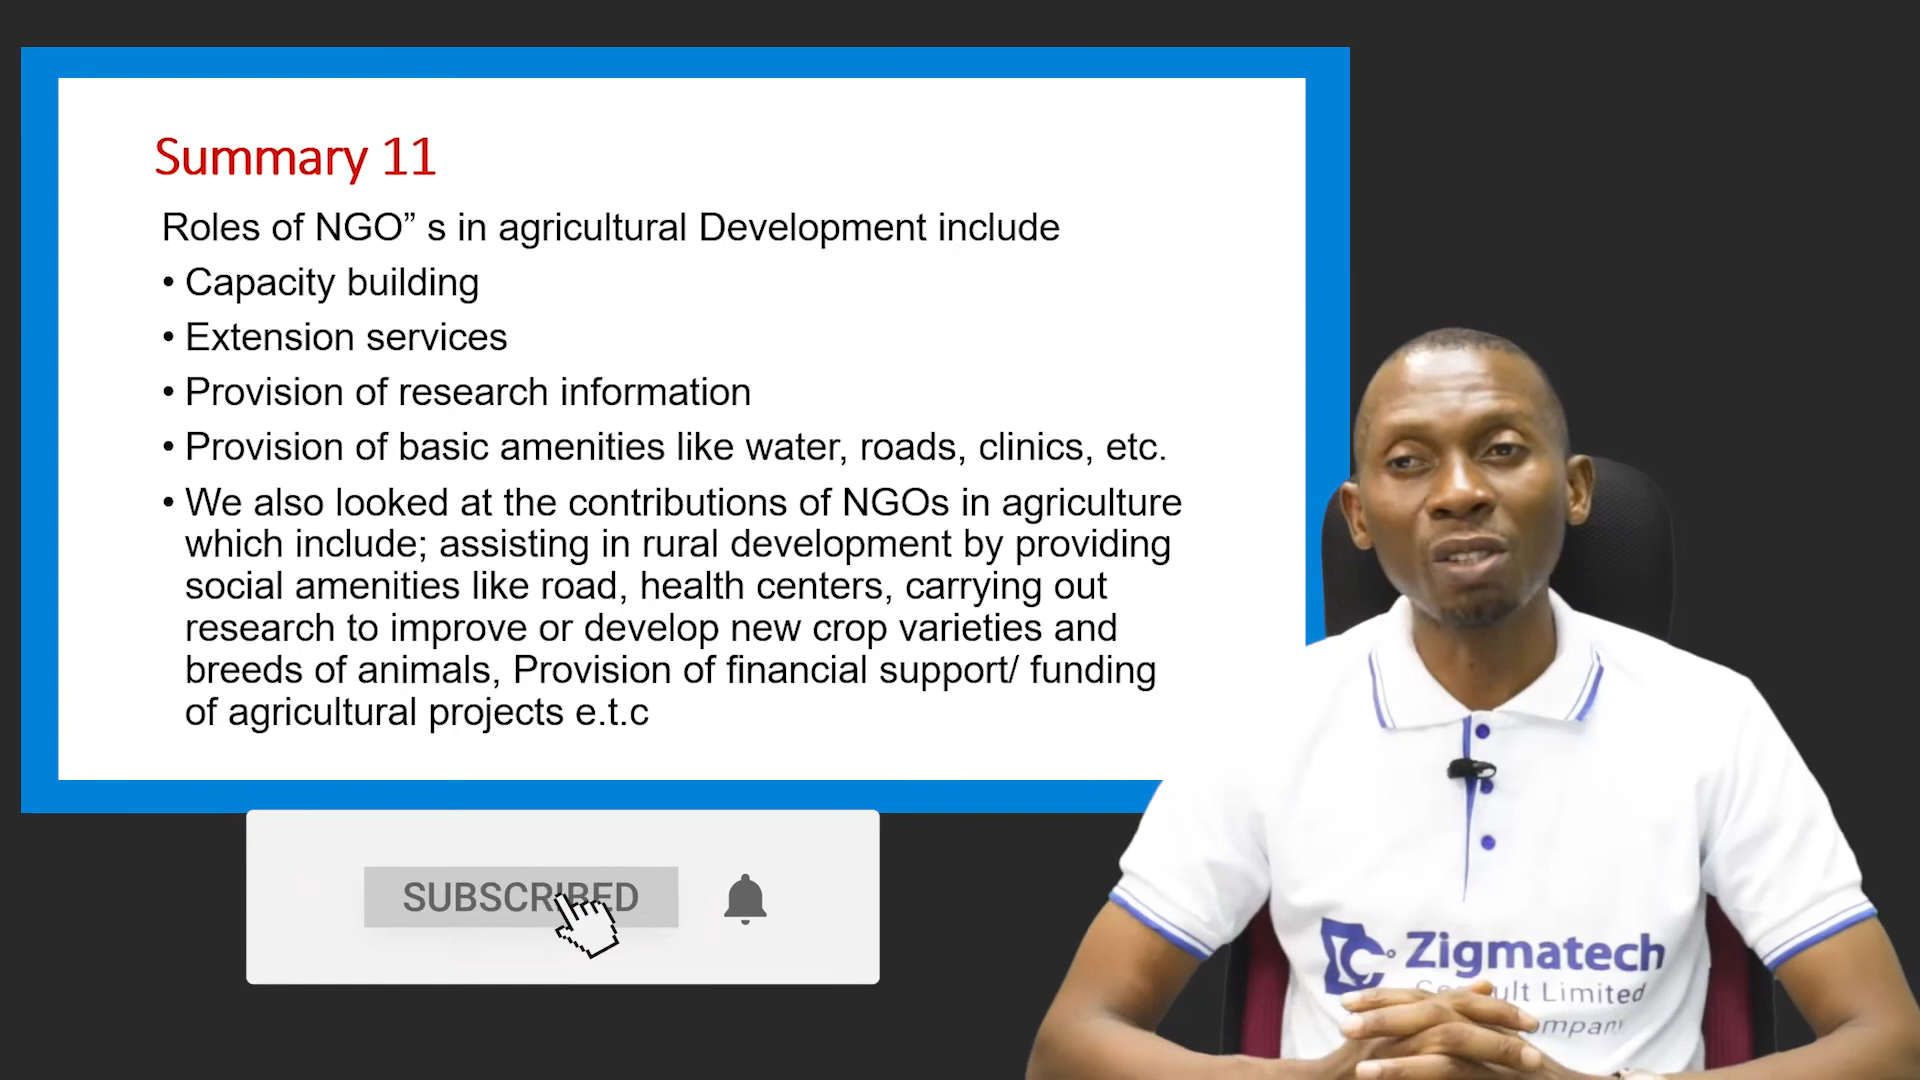 Summary 11
Roles of NGO” s in agricultural Development include
• Capacity building
• Extension services
• Provision of research information
• Provision of basic amenities like water, roads, clinics, etc.
• We also looked at the contributions of NGOs in agriculture
which include; assisting in rural development by providing
social amenities like road, health centers, carrying out
research to improve or develop new crop varieties and
breeds of animals, Provision of financial support/ funding
of agricultural projects e.t.c
SUBSCRIBED
Zigmatech
Limited